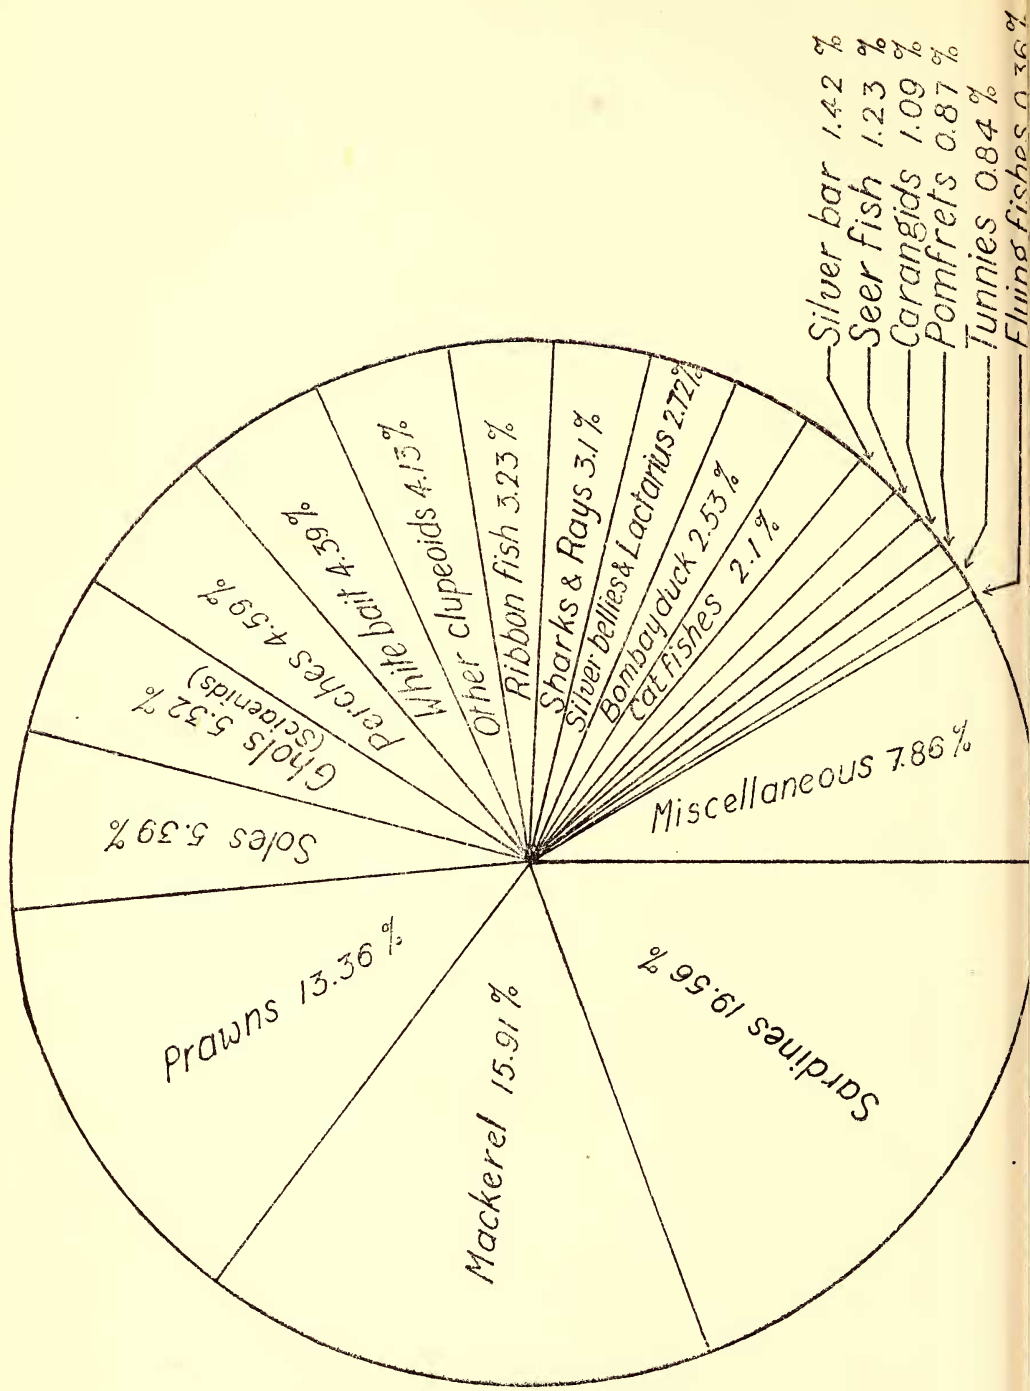 Silver bar 1.42 %
Seer fish 1.23 %
Carangids 1.09 %
Pomfrets 0.87 %
Tunnies 0.84 %
Flying fishes 0.36 %
Miscellaneous 7.86 %
Cat fishes 2.1 %
Bombay duck 2.53 %
Silver bellies & Lactarius 2.72%
Sharks & Rays 3.1 %
Ribbon fish 3.23 %
Other clupeoids 4.13%
White bait 4.39%
Perches 4.59 %
Ghols 5.32 %
(Sciaenids)
Soles 5.39 %
Prawns 13.36 %
Mackerel 15.91 %
Sardines 19.56 %